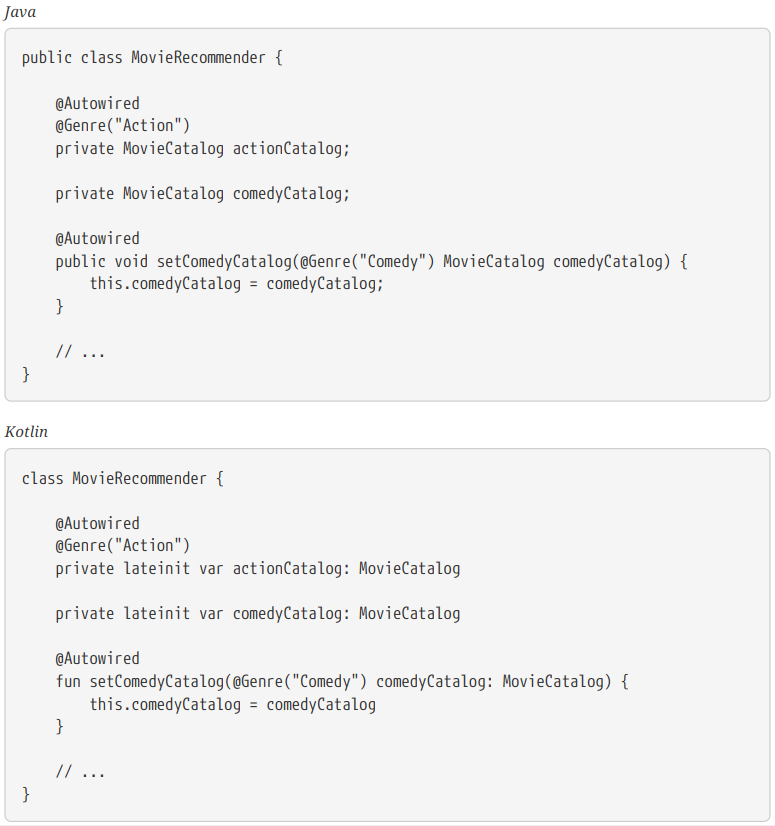 Java
public class MovieRecommender {
    @Autowired
    @Genre("Action")
    private MovieCatalog actionCatalog;
    private MovieCatalog comedyCatalog;
    @Autowired
    public void setComedyCatalog(@Genre("Comedy") MovieCatalog comedyCatalog) {
        this.comedyCatalog = comedyCatalog;
    }
    // ...
}
Kotlin
class MovieRecommender {
    @Autowired
    @Genre("Action")
    private lateinit var actionCatalog: MovieCatalog
    private lateinit var comedyCatalog: MovieCatalog
    @Autowired
    fun setComedyCatalog(@Genre("Comedy") comedyCatalog: MovieCatalog) {
        this.comedyCatalog = comedyCatalog
    }
    // ...
}